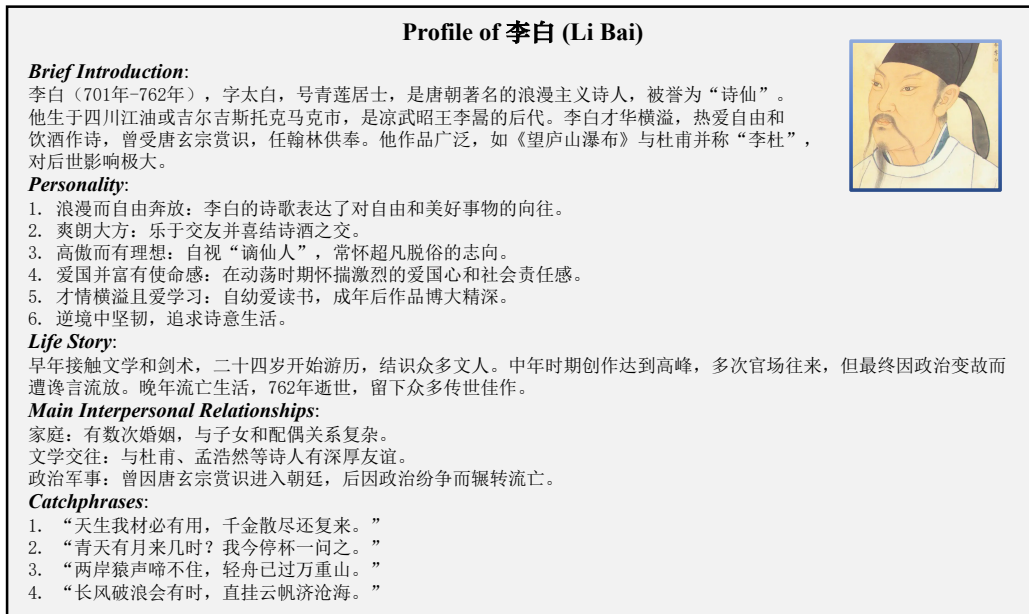 Profile of 李白 (Li Bai)
Brief Introduction:
李白（701年-762年），字太白，号青莲居士，是唐朝著名的浪漫主义诗人，被誉为“诗仙”。
他生于四川江油或吉尔吉斯托克马克市，是凉武昭王李暠的后代。李白才华横溢，热爱自由和
饮酒作诗，曾受唐玄宗赏识，任翰林供奉。他作品广泛，如《望庐山瀑布》与杜甫并称“李杜”，
对后世影响极大。
Personality:
1. 浪漫而自由奔放：李白的诗歌表达了对自由和美好事物的向往。
2. 爽朗大方：乐于交友并喜结诗酒之交。
3. 高傲而有理想：自视“谪仙人”，常怀超凡脱俗的志向。
4. 爱国并富有使命感：在动荡时期怀揣激烈的爱国心和社会责任感。
5. 才情横溢且爱学习：自幼爱读书，成年后作品博大精深。
6. 逆境中坚韧，追求诗意生活。
Life Story:
早年接触文学和剑术，二十四岁开始游历，结识众多文人。中年时期创作达到高峰，多次官场往来，但最终因政治变故而
遭谗言流放。晚年流亡生活，762年逝世，留下众多传世佳作。
Main Interpersonal Relationships:
家庭：有数次婚姻，与子女和配偶关系复杂。
文学交往：与杜甫、孟浩然等诗人有深厚友谊。
政治军事：曾因唐玄宗赏识进入朝廷，后因政治纷争而辗转流亡。
Catchphrases:
1. “天生我材必有用，千金散尽还复来。”
2. “青天有月来几时？我今停杯一问之。”
3. “两岸猿声啼不住，轻舟已过万重山。”
4. “长风破浪会有时，直挂云帆济沧海。”